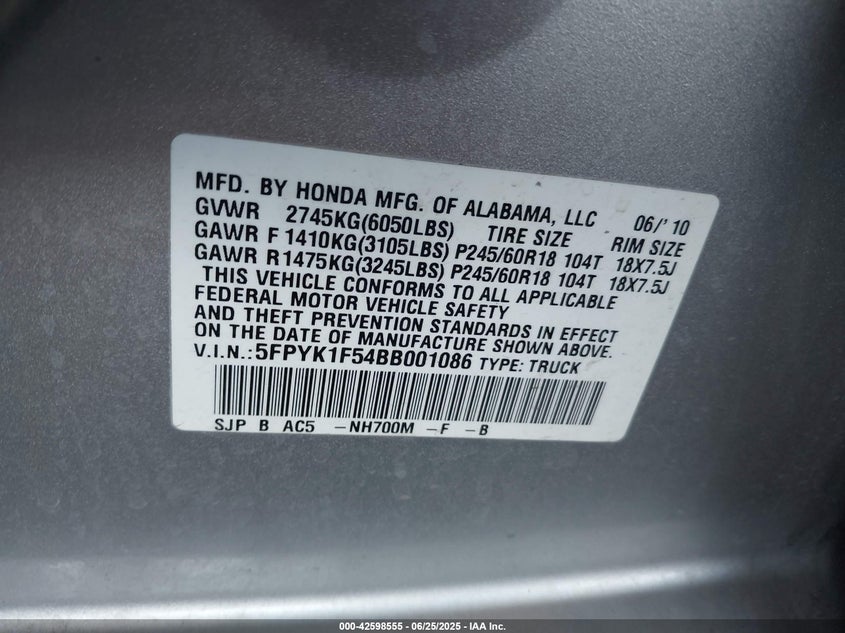 MFD. BY HONDA MFG. OF ALABAMA, LLC 06/'10
GVWR 2745KG(6050LBS) TIRE SIZE RIM SIZE
GAWR F 1410KG(3105LBS) P245/60R18 104T 18X7.5J
GAWR R 1475KG(3245LBS) P245/60R18 104T 18X7.5J
THIS VEHICLE CONFORMS TO ALL APPLICABLE
FEDERAL MOTOR VEHICLE SAFETY
AND THEFT PREVENTION STANDARDS IN EFFECT
ON THE DATE OF MANUFACTURE SHOWN ABOVE.
V.I.N.:5FPYK1F54BB001086 TYPE: TRUCK
SJP B AC5 -NH700M -F -B
000-42598555 / 06/25/2025 - IAA Inc.